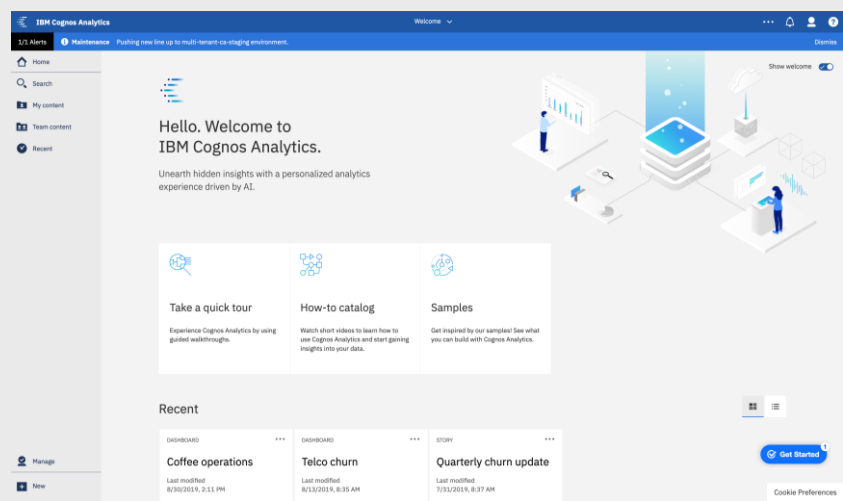 IBM Cognos Analytics
Welcome
1/1 Alerts
Maintenance Pushing new line up to multi-tenant-ca-staging environment.
Dismiss
Home
Search
My content
Team content
Recent
Show welcome
Hello. Welcome to
IBM Cognos Analytics.
Unearth hidden insights with a personalized analytics
experience driven by AI.
Take a quick tour
Experience Cognos Analytics by using
guided walkthroughs.
How-to catalog
Watch short videos to learn how to
use Cognos Analytics and start gaining
insights into your data.
Samples
Get inspired by our samples! See what
you can build with Cognos Analytics.
Recent
DASHBOARD
Coffee operations
Last modified
8/30/2019, 2:11 PM
DASHBOARD
Telco churn
Last modified
8/13/2019, 8:35 AM
STORY
Quarterly churn update
Last modified
7/31/2019, 8:37 AM
Manage
New
Get Started
1
Cookie Preferences